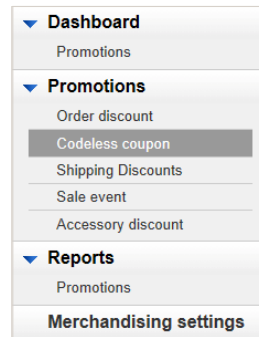 Dashboard
Promotions
Promotions
Order discount
Codeless coupon
Shipping Discounts
Sale event
Accessory discount
Reports
Promotions
Merchandising settings